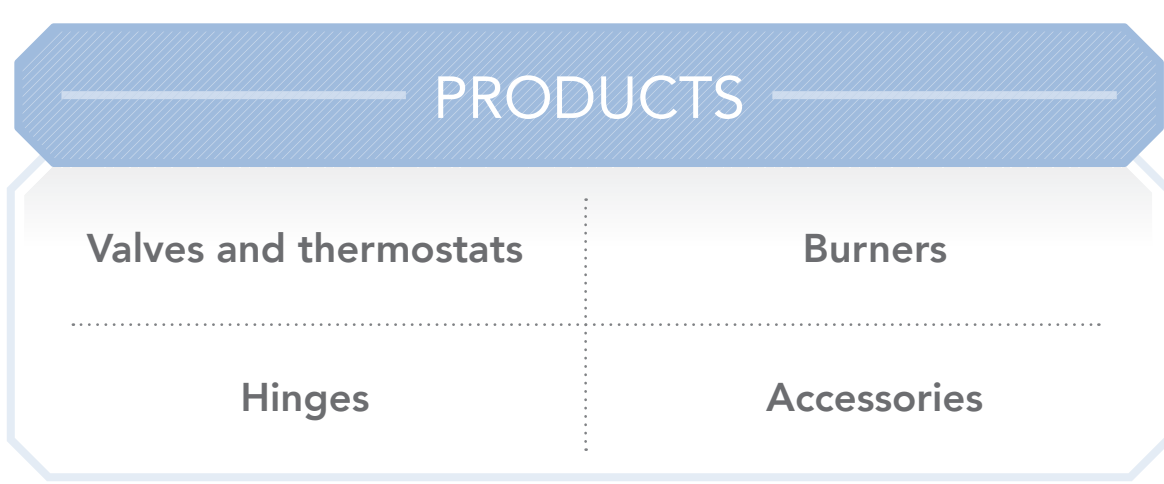 PRODUCTS
Valves and thermostats
Burners
Hinges
Accessories